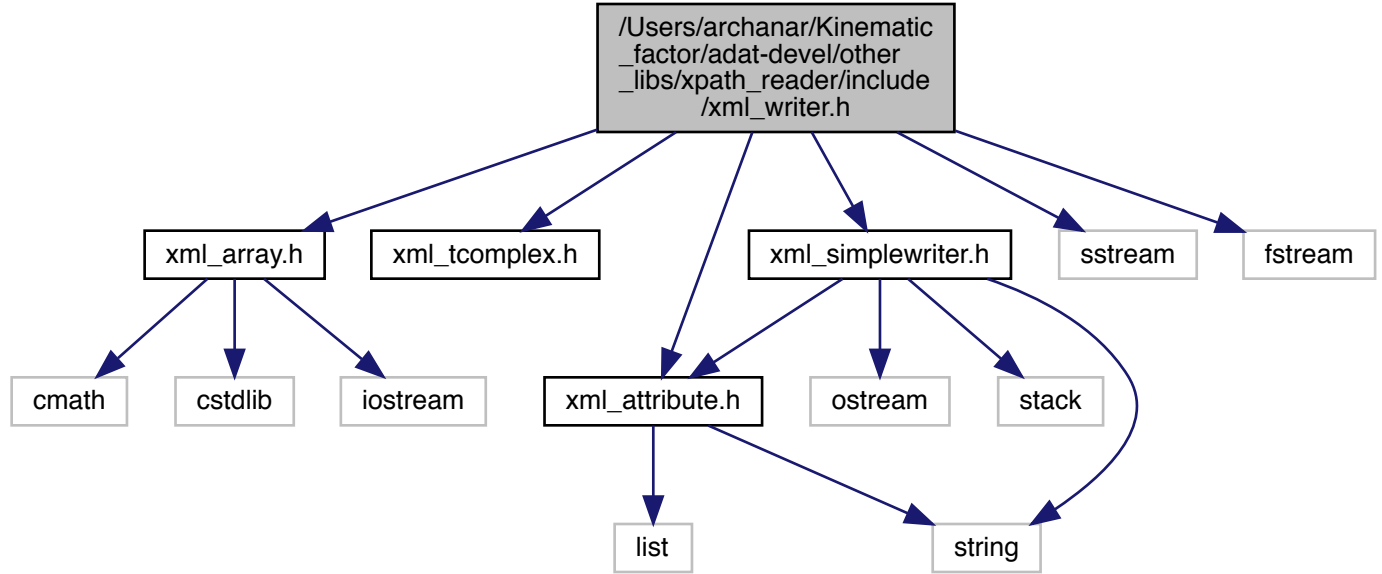 /Users/archanar/Kinematic
_factor/adat-devel/other
_libs/xpath_reader/include
/xml_writer.h
xml_array.h
xml_tcomplex.h
xml_simplewriter.h
sstream
fstream
cmath
cstdlib
iostream
xml_attribute.h
ostream
stack
list
string